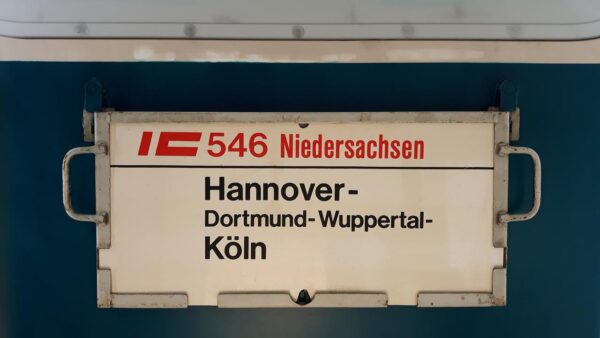 IC 546 Niedersachsen
Hannover-
Dortmund-Wuppertal-
Köln